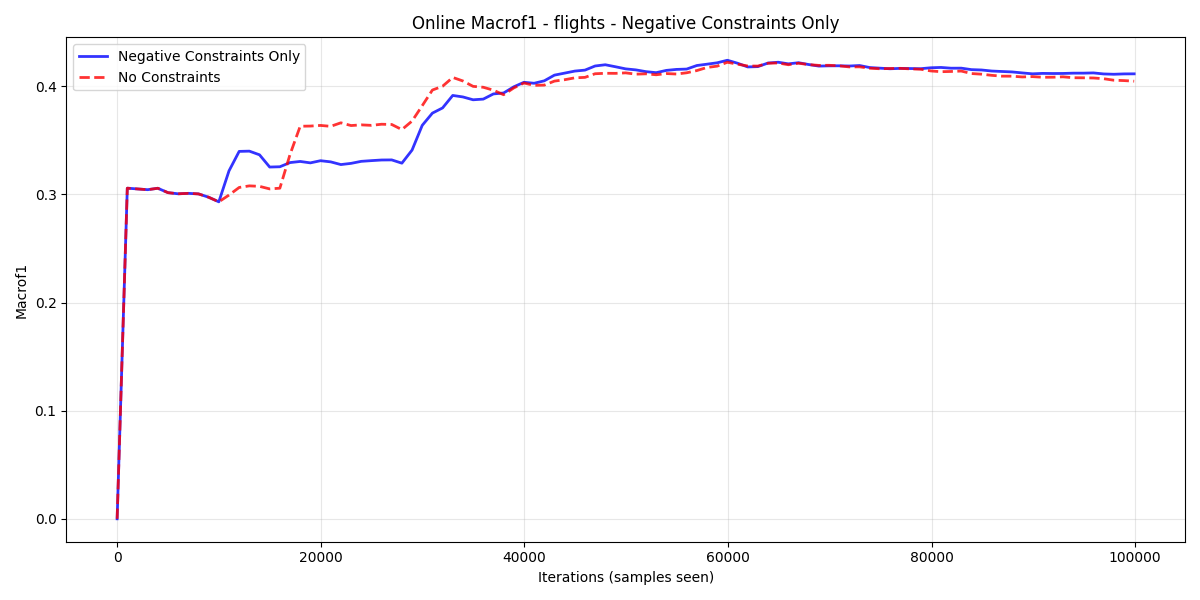 Online Macrof1 - flights - Negative Constraints Only
Negative Constraints Only
No Constraints
Macrof1
0.4
0.3
0.2
0.1
0.0
0 20000 40000 60000 80000 100000
Iterations (samples seen)